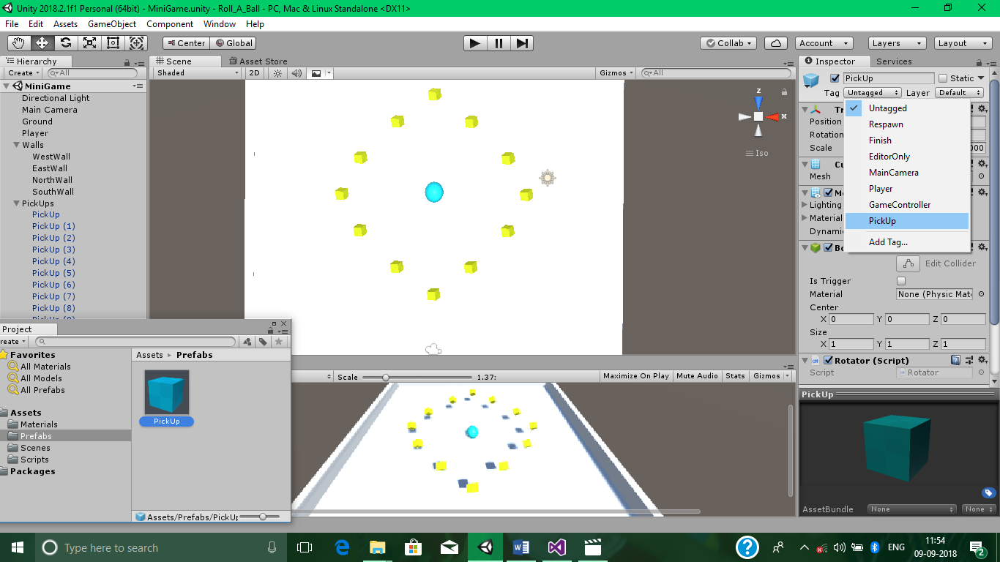 Unity 2018.2.1f1 Personal (64bit) - MiniGame.unity - Roll_A_Ball - PC, Mac & Linux Standalone <DX11>
File Edit Assets GameObject Component Window Help
Center Global Collab Account Layers Layout
Hierarchy
Create All
MiniGame
Directional Light
Main Camera
Ground
Player
Walls
WestWall
EastWall
NorthWall
SouthWall
PickUps
PickUp
PickUp (1)
PickUp (2)
PickUp (3)
PickUp (4)
PickUp (5)
PickUp (6)
PickUp (7)
PickUp (8)
Scene Asset Store
Shaded 2D Gizmos All
z
x
Iso
Scale 1.37: Maximize On Play Mute Audio Stats Gizmos
Project
reate
Favorites
All Materials
All Models
All Prefabs
Assets
Materials
Prefabs
Scenes
Scripts
Packages
Assets Prefabs
PickUp
Assets/Prefabs/PickUp
Inspector Services
PickUp Static
Tag Untagged Layer Default
Untagged
Respawn
Finish
EditorOnly
MainCamera
Player
GameController
PickUp
Add Tag...
Tr
Position
Rotation
Scale 000
Cu
Mesh
Me
Lighting
Material
Dynamic
Bo
Edit Collider
Is Trigger
Material None (Physic Mate
Center
X 0 Y 0 Z 0
Size
X 1 Y 1 Z 1
Rotator (Script)
Script Rotator
PickUp
AssetBundle None None
Type here to search
ENG
11:54
09-09-2018
2